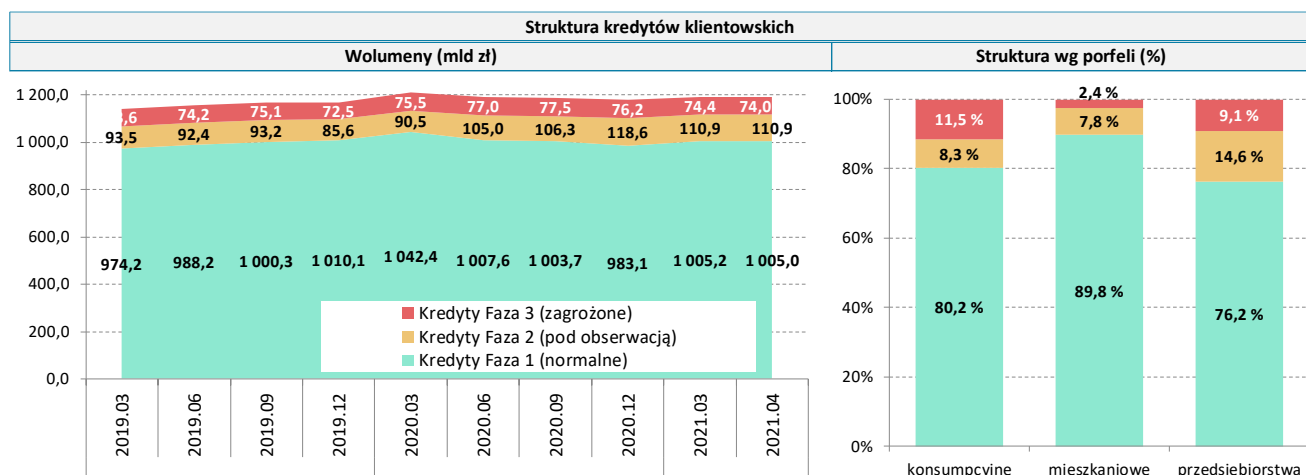 Struktura kredytów klientowskich
Wolumeny (mld zł)
Struktura wg porfeli (%)
1 200,0
1 000,0
800,0
600,0
400,0
200,0
0,0
74,2 75,1 72,5 75,5 77,0 77,5 76,2 74,4 74,0
93,5 92,4 93,2 85,6 90,5 105,0 106,3 118,6 110,9 110,9
974,2 988,2 1 000,3 1 010,1 1 042,4 1 007,6 1 003,7 983,1 1 005,2 1 005,0
Kredyty Faza 3 (zagrożone)
Kredyty Faza 2 (pod obserwacją)
Kredyty Faza 1 (normalne)
2019.03
2019.06
2019.09
2019.12
2020.03
2020.06
2020.09
2020.12
2021.03
2021.04
100%
80%
60%
40%
20%
0%
11,5 % 2,4 % 9,1 %
8,3 % 7,8 % 14,6 %
80,2 % 89,8 % 76,2 %
konsumpcyjne mieszkaniowe przedsiębiorstwa